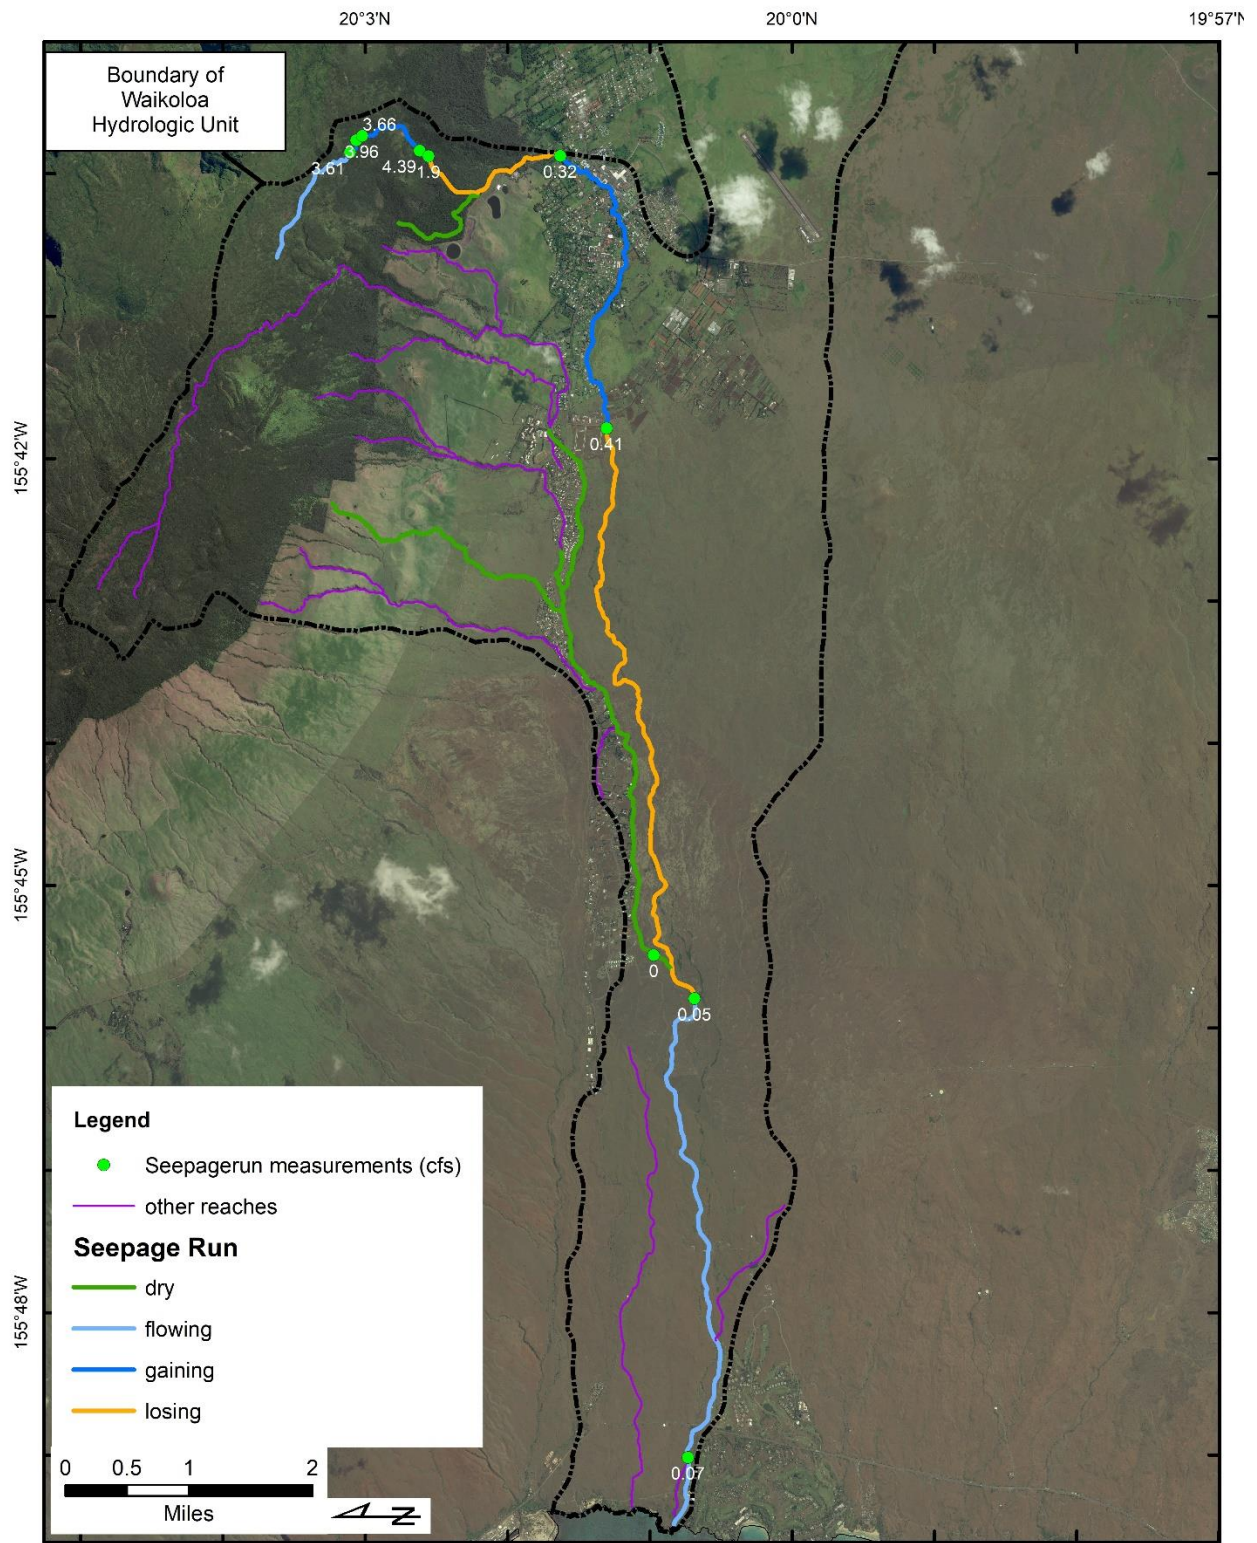 20°3'N
20°0'N
19°57'N
Boundary of
Waikoloa
Hydrologic Unit
3.66
3.96
3.61
4.39
1.9
0.32
155°42'W
0.41
155°45'W
0
0.05
155°48'W
0.07
Legend
Seepagerun measurements (cfs)
other reaches
Seepage Run
dry
flowing
gaining
losing
0 0.5 1 2
Miles
N